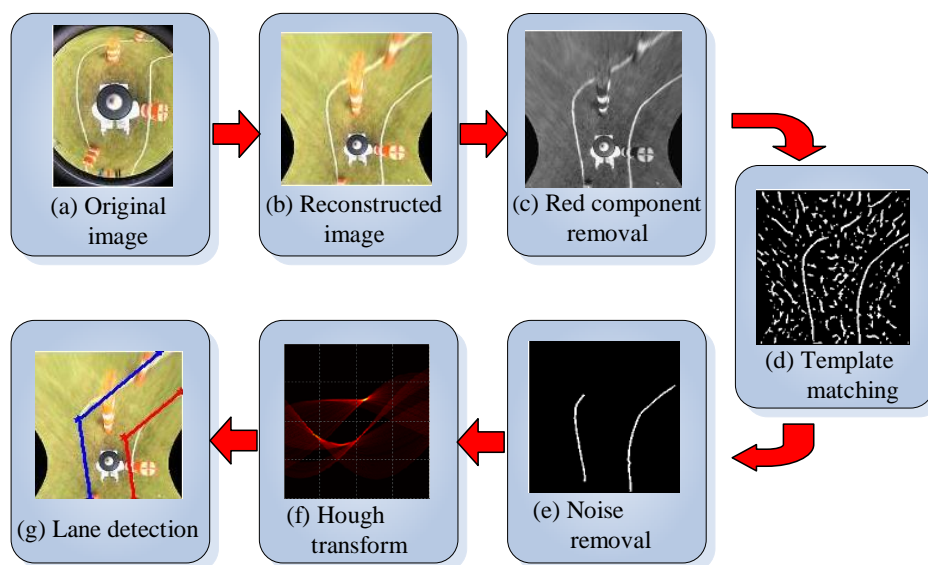 (a) Original
image
(b) Reconstructed
image
(c) Red component
removal
(d) Template
matching
(e) Noise
removal
(f) Hough
transform
(g) Lane detection